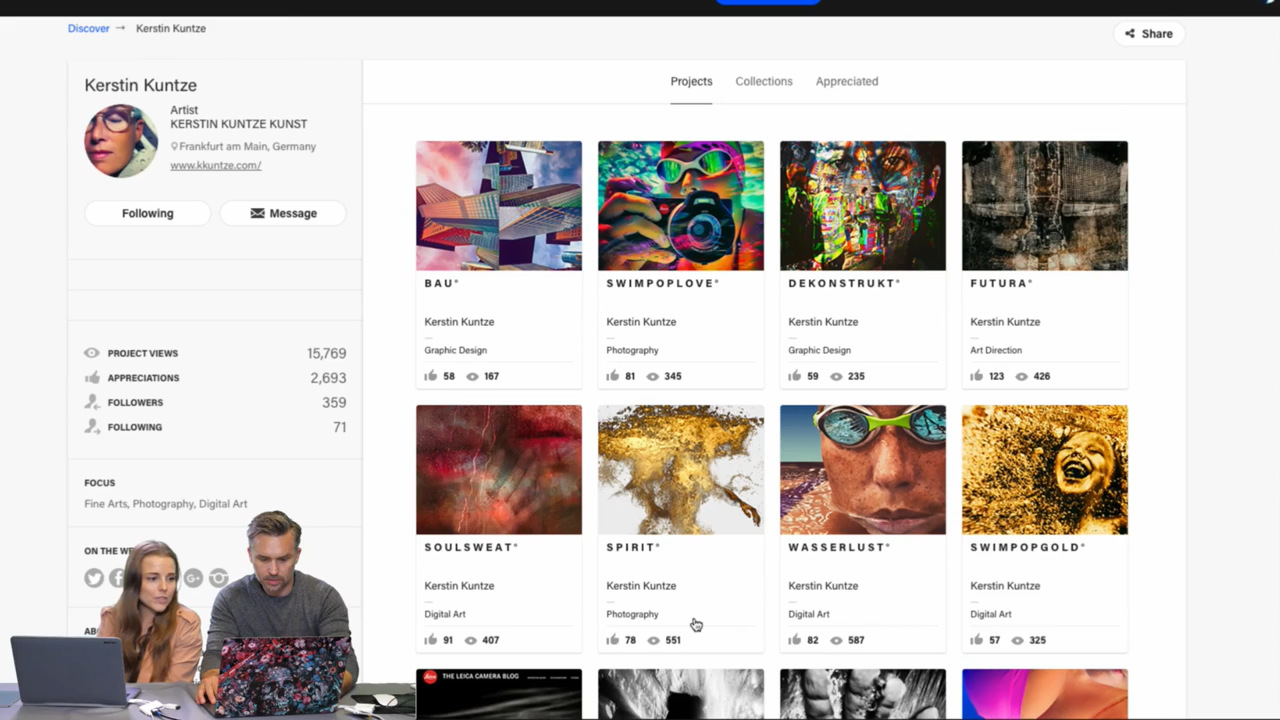 Discover → Kerstin Kuntze
Share
Kerstin Kuntze
Artist
KERSTIN KUNTZE KUNST
Frankfurt am Main, Germany
www.kkuntze.com/
Following
Message
PROJECT VIEWS 15,769
APPRECIATIONS 2,693
FOLLOWERS 359
FOLLOWING 71
FOCUS
Fine Arts, Photography, Digital Art
ON THE WE
AB
Projects Collections Appreciated
BAU° SWIMPOPLOVE° DEKONSTRUKT° FUTURA°
Kerstin Kuntze Kerstin Kuntze Kerstin Kuntze Kerstin Kuntze
Graphic Design Photography Graphic Design Art Direction
58 167 81 345 59 235 123 426
SOULSWEAT° SPIRIT° WASSERLUST° SWIMPOPGOLD°
Kerstin Kuntze Kerstin Kuntze Kerstin Kuntze Kerstin Kuntze
Digital Art Photography Digital Art Digital Art
91 407 78 551 82 587 57 325
THE LEICA CAMERA BLOG